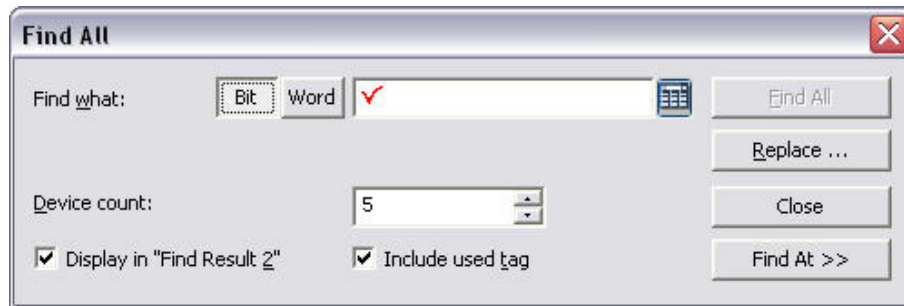 Find All
Find what: Bit Word Find All
Replace ...
Device count: 5 Close
Display in "Find Result 2" Include used tag Find At >>